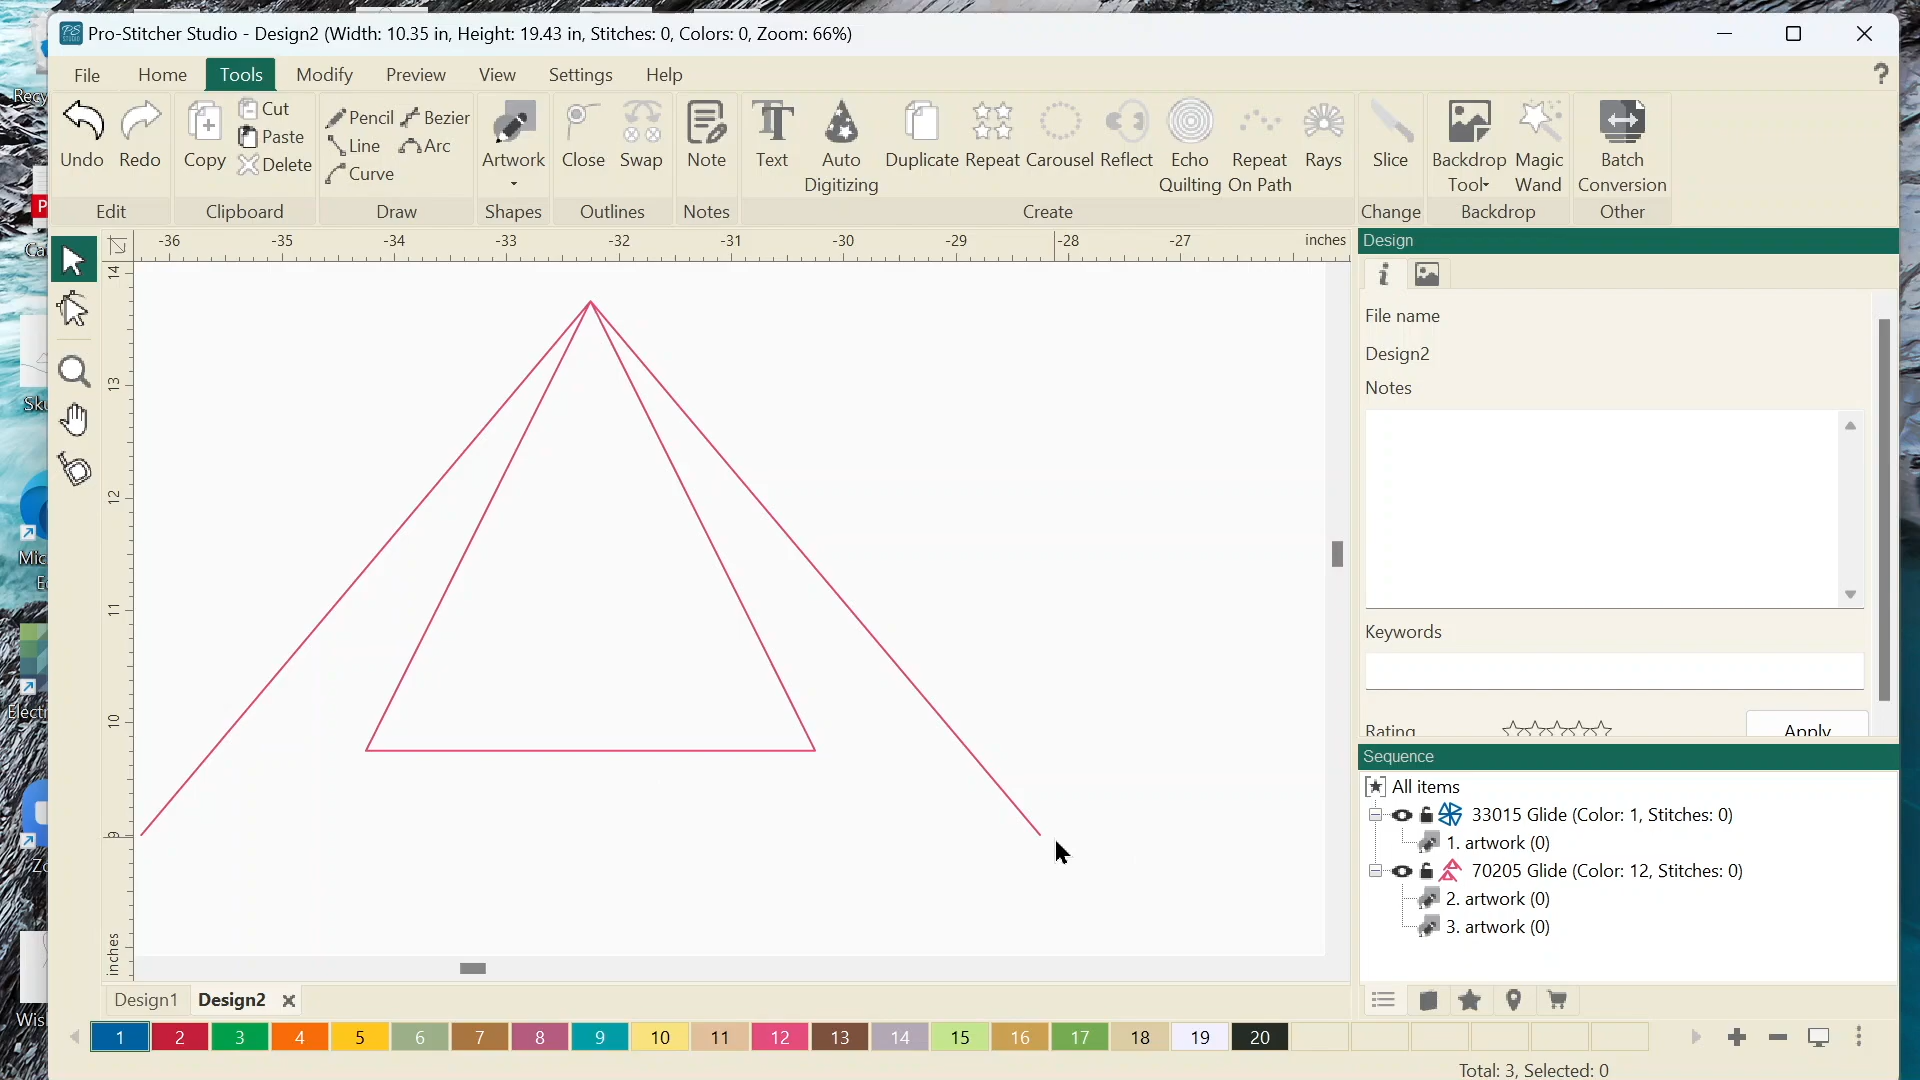 Pro-Stitcher Studio - Design2 (Width: 10.35 in, Height: 19.43 in, Stitches: 0, Colors: 0, Zoom: 66%)
File Home Tools Modify Preview View Settings Help ?
Undo Redo Copy Cut Paste Delete Pencil Bezier Line Arc Curve Artwork Close Swap Note Text Auto Digitizing Duplicate Repeat Carousel Reflect Echo Quilting Repeat On Path Rays Slice Backdrop Tool Magic Wand Batch Conversion
Edit Clipboard Draw Shapes Outlines Notes Create Change Backdrop Other
-36 -35 -34 -33 -32 -31 -30 -29 -28 -27 inches
14
13
12
11
10
9
inches
Design
File name
Design2
Notes
Keywords
Rating Apply
Sequence
All items
33015 Glide (Color: 1, Stitches: 0)
1. artwork (0)
70205 Glide (Color: 12, Stitches: 0)
2. artwork (0)
3. artwork (0)
Design1 Design2
1 2 3 4 5 6 7 8 9 10 11 12 13 14 15 16 17 18 19 20
Total: 3, Selected: 0